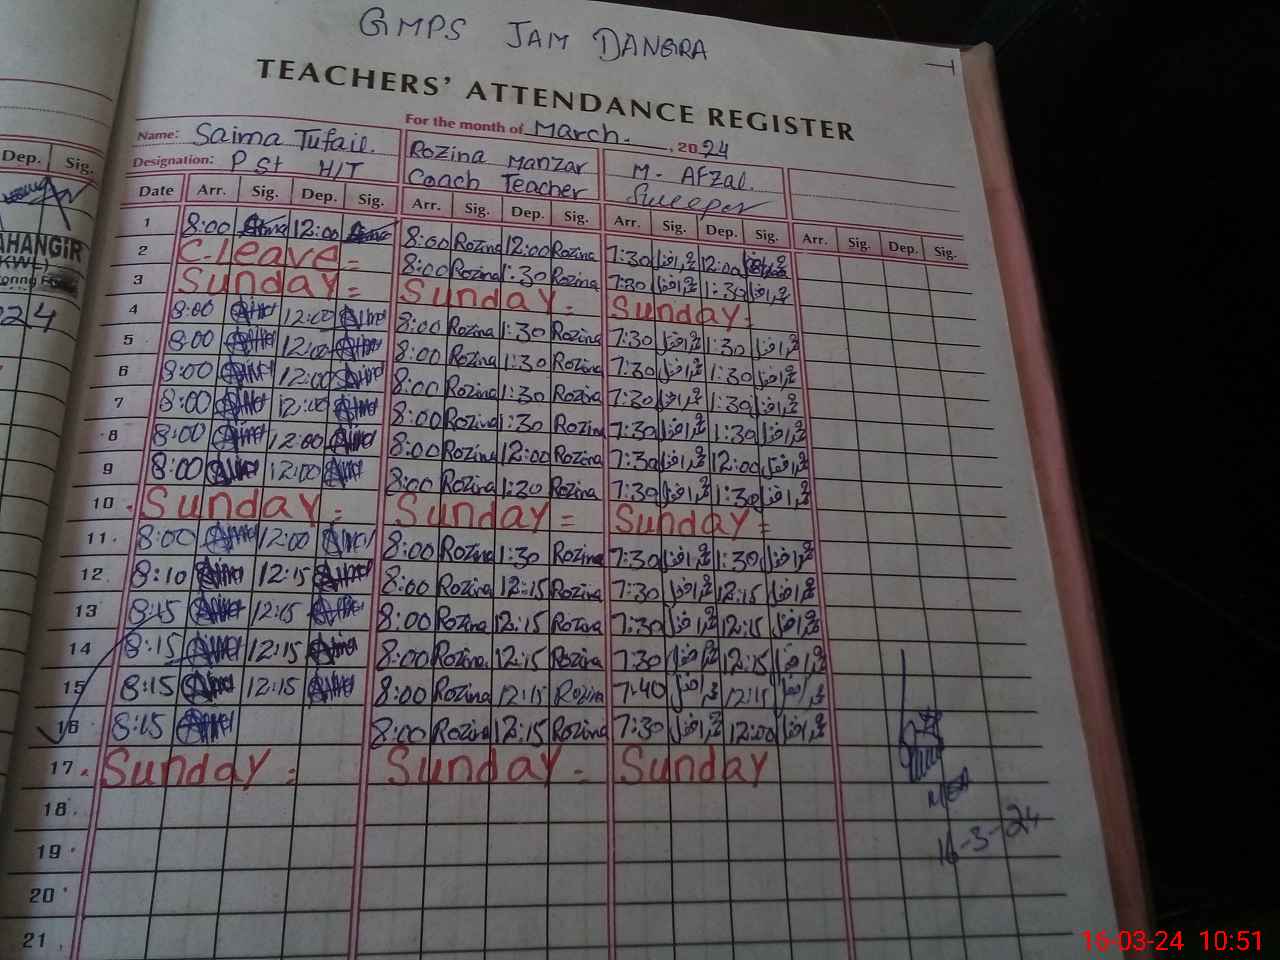 GMPS JAM DANGRA
TEACHERS' ATTENDANCE REGISTER
For the month of March. , 2024
Name: Saima Tufail. Rozina Manzar M. Afzal.
Designation: PSt H/T Coach Teacher Sweeper
Date Arr. Sig. Dep. Sig. Arr. Sig. Dep. Sig. Arr. Sig. Dep. Sig. Arr. Sig. Dep. Sig.
1 8:00 12:00 8:00 Rozina 12:00 Rozina 7:30 12:00
2 C.leave= 8:00 Rozina 1:30 Rozina 7:30 1:30
3 Sunday = Sunday = Sunday=
4 8:00 12:00 8:00 Rozina 1:30 Rozina 7:30 1:30
5 8:00 12:00 8:00 Rozina 1:30 Rozina 7:30 1:30
6 8:00 12:00 8:00 Rozina 1:30 Rozina 7:30 1:30
7 8:00 12:00 8:00 Rozina 1:30 Rozina 7:30 1:30
8 8:00 12:00 8:00 Rozina 12:00 Rozina 7:30 12:00
9 8:00 12:00 8:00 Rozina 1:30 Rozina 7:30 1:30
10 Sunday = Sunday = Sunday =
11 8:00 12:00 8:00 Rozina 1:30 Rozina 7:30 1:30
12 8:10 12:15 8:00 Rozina 12:15 Rozina 7:30 12:15
13 8:15 12:15 8:00 Rozina 12:15 Rozina 7:30 12:15
14 8:15 12:15 8:00 Rozina 12:15 Rozina 7:30 12:15
15 8:15 12:15 8:00 Rozina 12:15 Rozina 7:40 12:15
16 8:15 8:00 Rozina 12:15 Rozina 7:30 12:00
17 Sunday = Sunday = Sunday
18
19
20
21
MEA
16-3-24
Dep. Sig.
AHANGIR
224
16-03-24 10:51